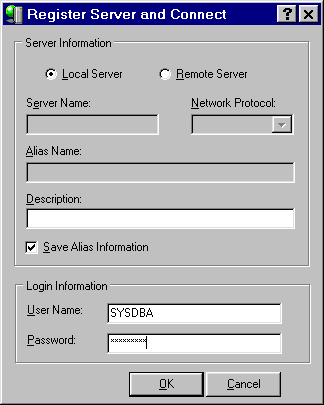 Register Server and Connect ? ×
Server Information
Local Server Remote Server
Server Name: Network Protocol:
Alias Name:
Description:
Save Alias Information
Login Information
User Name: SYSDBA
Password: *********
OK Cancel